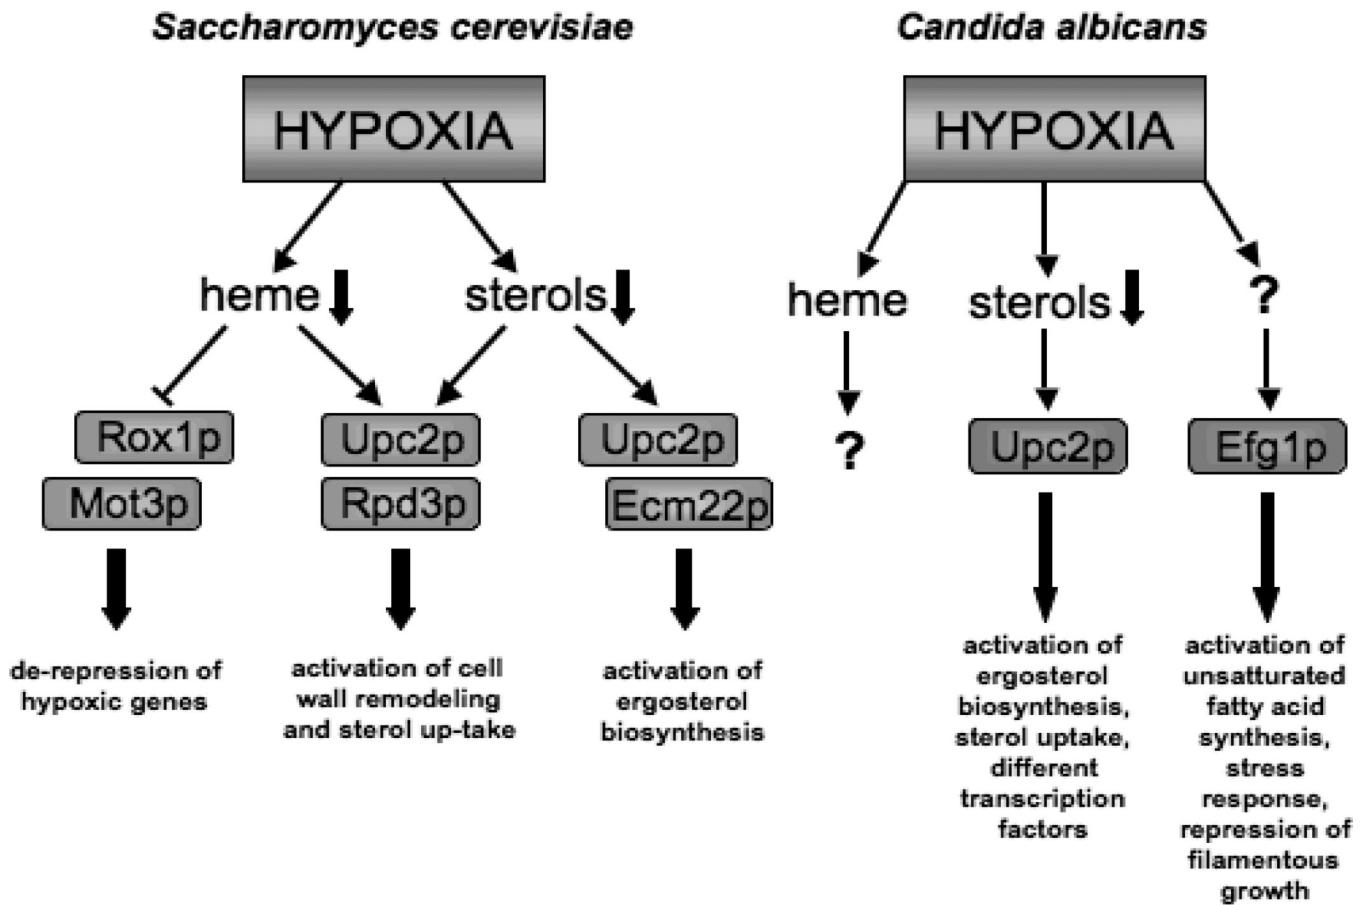 Saccharomyces cerevisiae
HYPOXIA
heme
sterols
Rox1p
Mot3p
Upc2p
Rpd3p
Upc2p
Ecm22p
de-repression of
hypoxic genes
activation of cell
wall remodeling
and sterol up-take
activation of
ergosterol
biosynthesis
Candida albicans
HYPOXIA
heme
sterols
?
?
Upc2p
Efg1p
activation of
ergosterol
biosynthesis,
sterol uptake,
different
transcription
factors
activation of
unsatturated
fatty acid
synthesis,
stress
response,
repression of
filamentous
growth